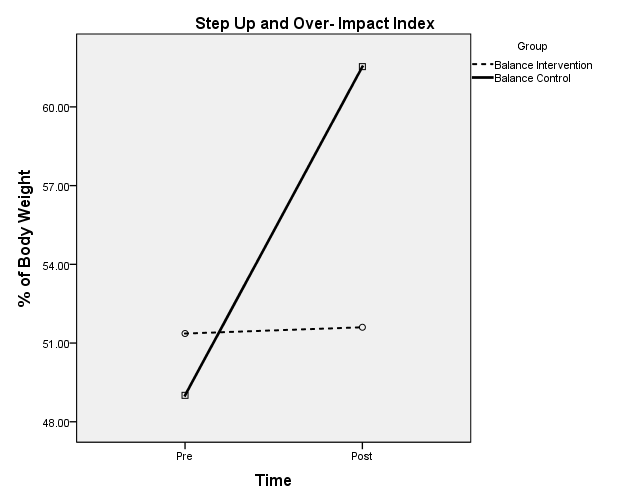 Step Up and Over- Impact Index
Group
Balance Intervention
Balance Control
% of Body Weight
60.00
57.00
54.00
51.00
48.00
Pre
Post
Time